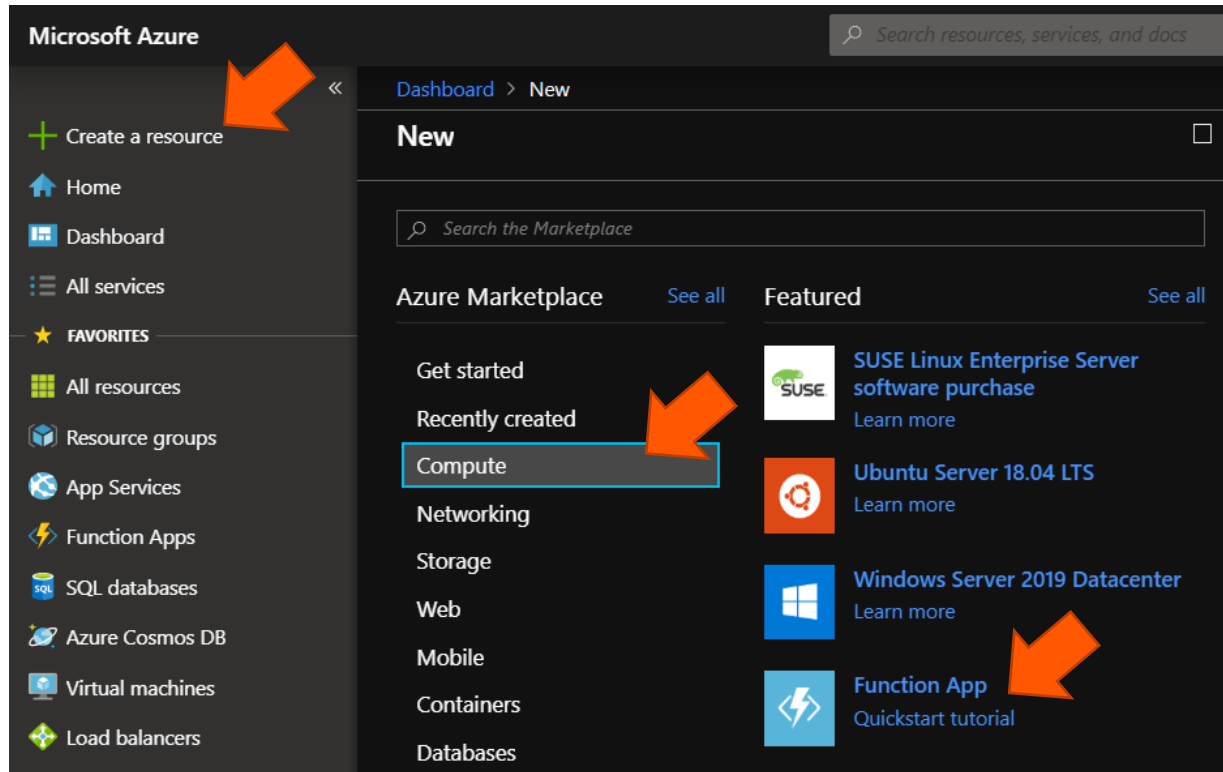 Microsoft Azure
Search resources, services, and docs
«
Create a resource
Home
Dashboard
All services
FAVORITES
All resources
Resource groups
App Services
Function Apps
SQL
SQL databases
Azure Cosmos DB
Virtual machines
Load balancers
Dashboard > New
New
Search the Marketplace
Azure Marketplace See all
Get started
Recently created
Compute
Networking
Storage
Web
Mobile
Containers
Databases
Featured See all
SUSE
SUSE Linux Enterprise Server
software purchase
Learn more
Ubuntu Server 18.04 LTS
Learn more
Windows Server 2019 Datacenter
Learn more
Function App
Quickstart tutorial